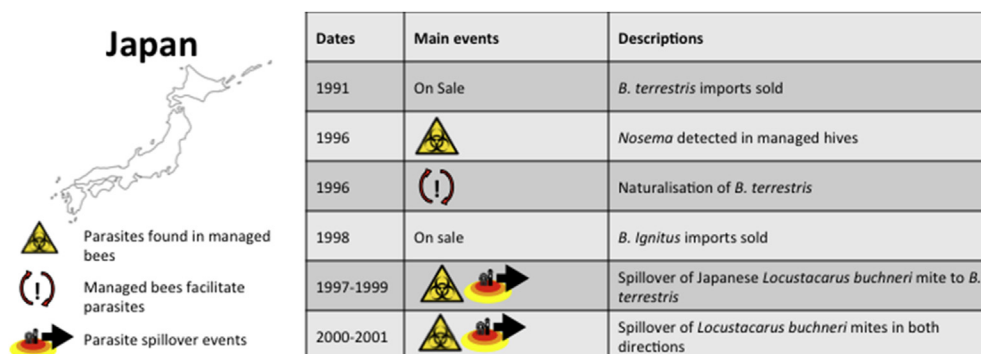 Japan
Parasites found in managed
bees
Managed bees facilitate
parasites
Parasite spillover events
Dates Main events Descriptions
1991 On Sale B. terrestris imports sold
1996 Nosema detected in managed hives
1996 Naturalisation of B. terrestris
1998 On sale B. Ignitus imports sold
1997-1999 Spillover of Japanese Locustacarus buchneri mite to B.
terrestris
2000-2001 Spillover of Locustacarus buchneri mites in both
directions